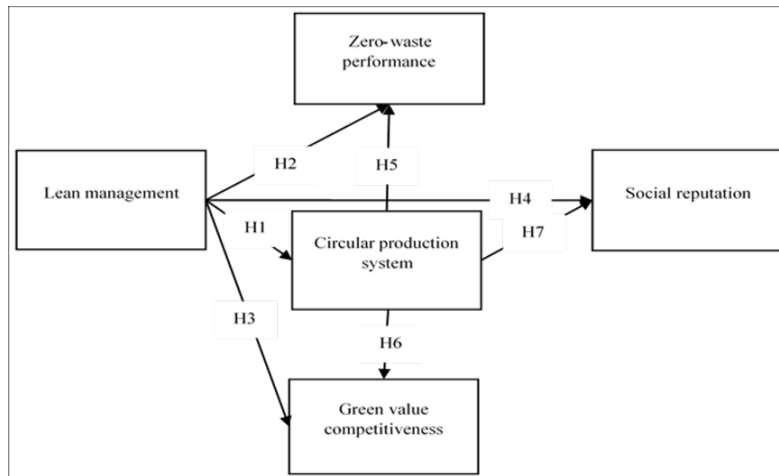 Zero-waste
performance
H2
H5
Lean management
H4
Social reputation
H1
H7
Circular production
system
H3
H6
Green value
competitiveness